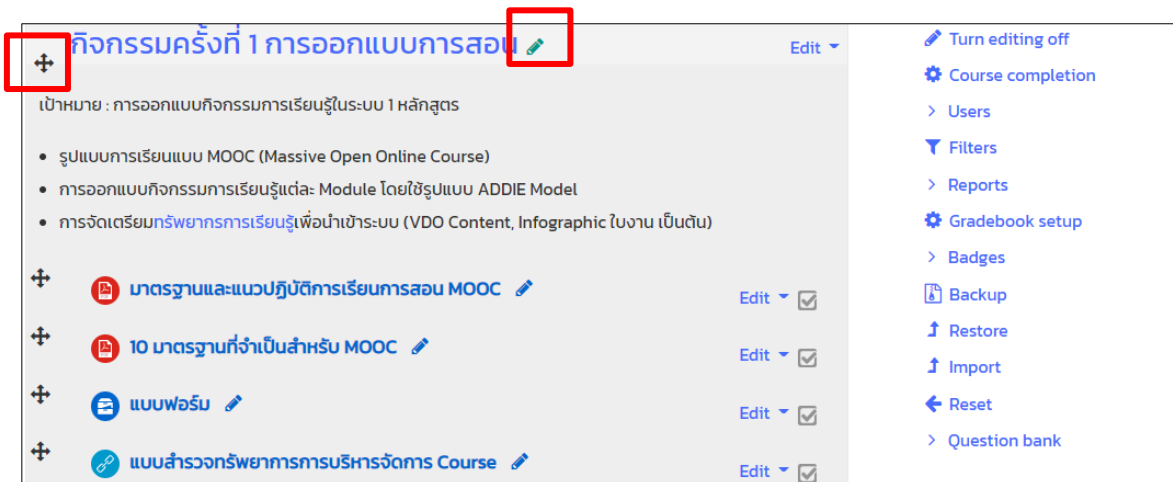 กิจกรรมครั้งที่ 1 การออกแบบการสอน
Edit
เป้าหมาย : การออกแบบกิจกรรมการเรียนรู้ในระบบ 1 หลักสูตร
รูปแบบการเรียนแบบ MOOC (Massive Open Online Course)
การออกแบบกิจกรรมการเรียนรู้แต่ละ Module โดยใช้รูปแบบ ADDIE Model
การจัดเตรียมทรัพยากรการเรียนรู้เพื่อนำเข้าระบบ (VDO Content, Infographic ใบงาน เป็นต้น)
มาตรฐานและแนวปฏิบัติการเรียนการสอน MOOC
Edit
10 มาตรฐานที่จำเป็นสำหรับ MOOC
Edit
แบบฟอร์ม
Edit
แบบสำรวจทรัพยาการการบริหารจัดการ Course
Edit
Turn editing off
Course completion
Users
Filters
Reports
Gradebook setup
Badges
Backup
Restore
Import
Reset
Question bank